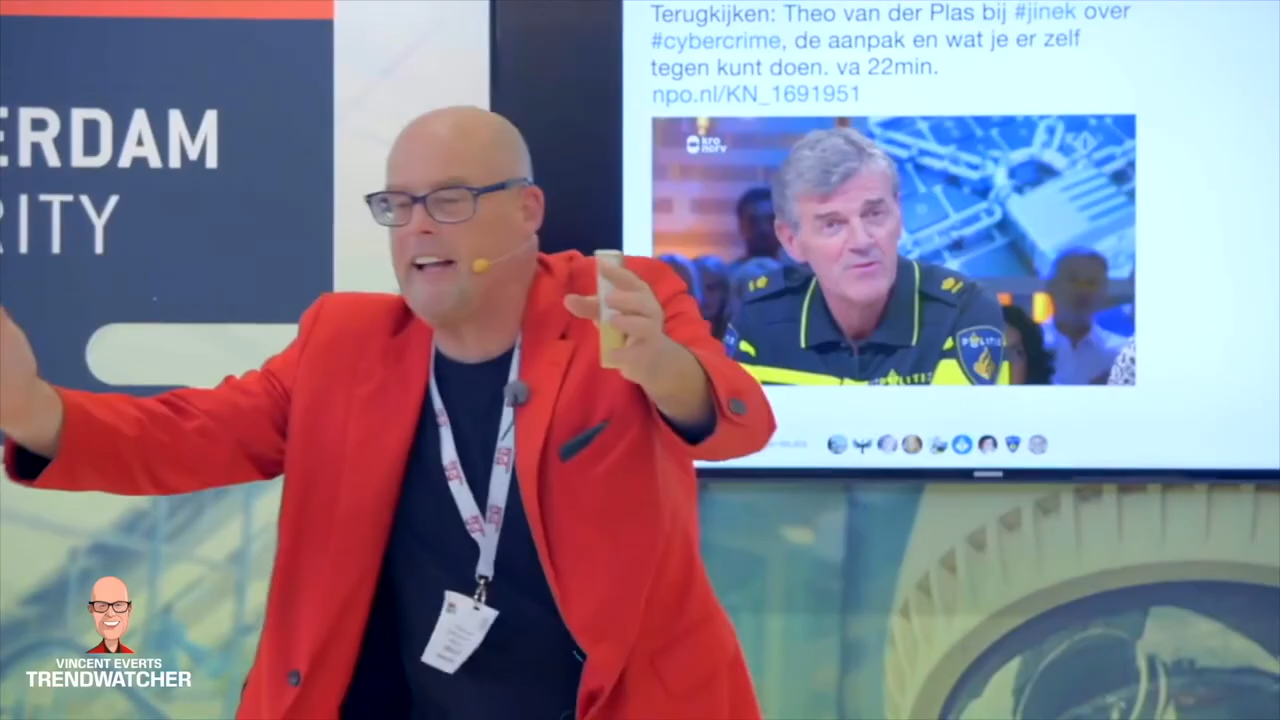 ERDAM
RITY
Terugkijken: Theo van der Plas bij #jinek over
#cybercrime, de aanpak en wat je er zelf
tegen kunt doen. va 22min.
npo.nl/KN_1691951
kro
ncrv
POLITIE
POLITIE
VINCENT EVERTS
TRENDWATCHER